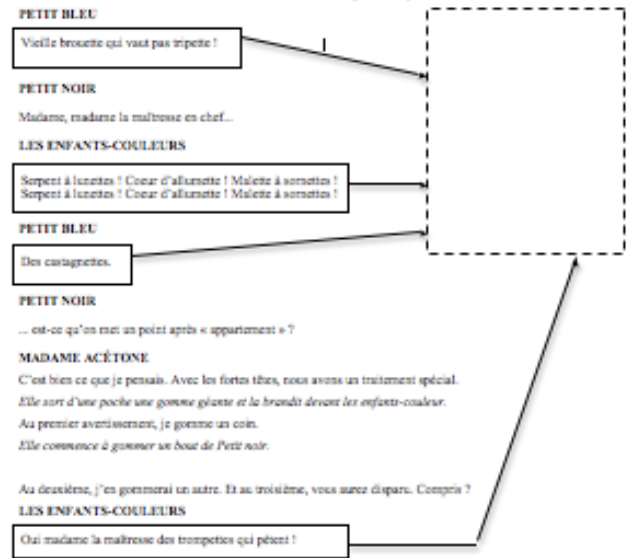 PETIT BLEU
Vieille brouette qui vaut pas tripette !
PETIT NOIR
Madame, madame la maîtresse en chef...
LES ENFANTS-COULEURS
Serpent à lunettes ! Coeur d'allumette ! Malette à sornettes !
Serpent à lunettes ! Coeur d'allumette ! Malette à sornettes !
PETIT BLEU
Des castagnettes.
PETIT NOIR
... est-ce qu'on met un point après « appartement » ?
MADAME ACÉTONE
C'est bien ce que je pensais. Avec les fortes têtes, nous avons un traitement spécial.
Elle sort d'une poche une gomme géante et la brandit devant les enfants-couleur.
Au premier avertissement, je gomme un coin.
Elle commence à gommer un bout de Petit noir.
Au deuxième, j'en gommerai un autre. Et au troisième, vous aurez disparu. Compris ?
LES ENFANTS-COULEURS
Oui madame la maîtresse des trompettes qui pètent !